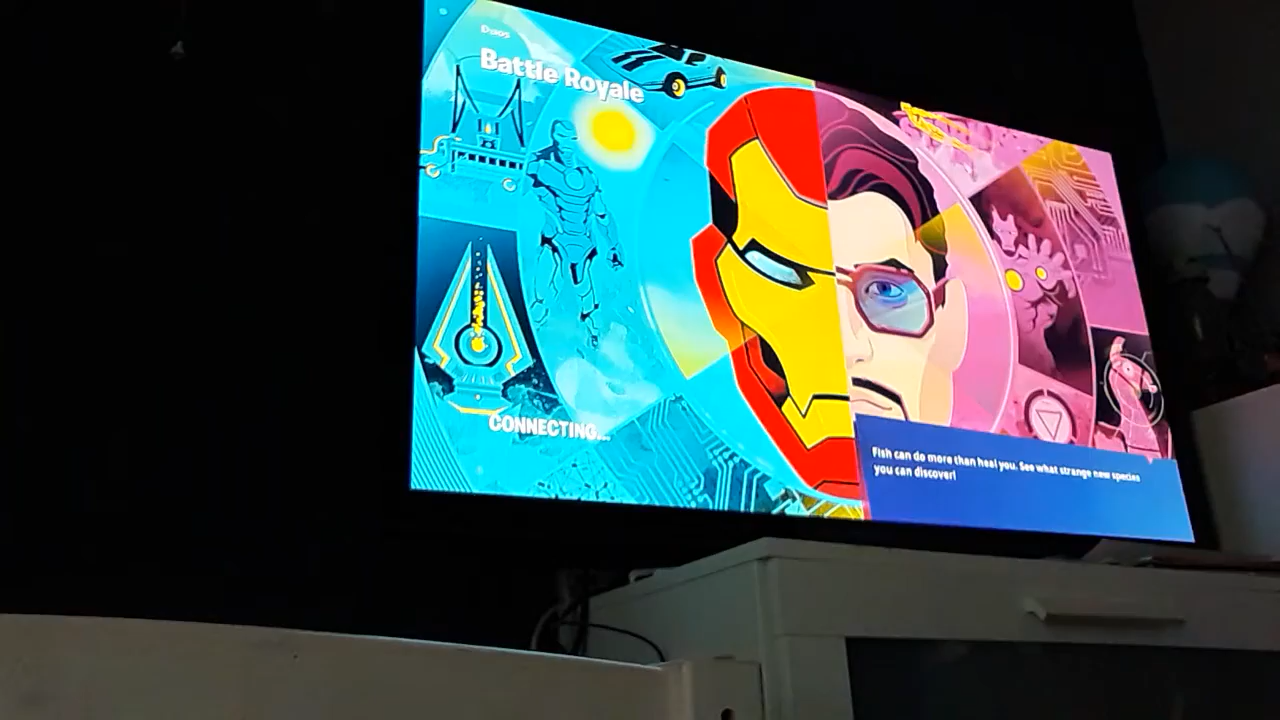 Duos
Battle Royale
CONNECTING...
Fish can do more than heal you. See what strange new species
you can discover!